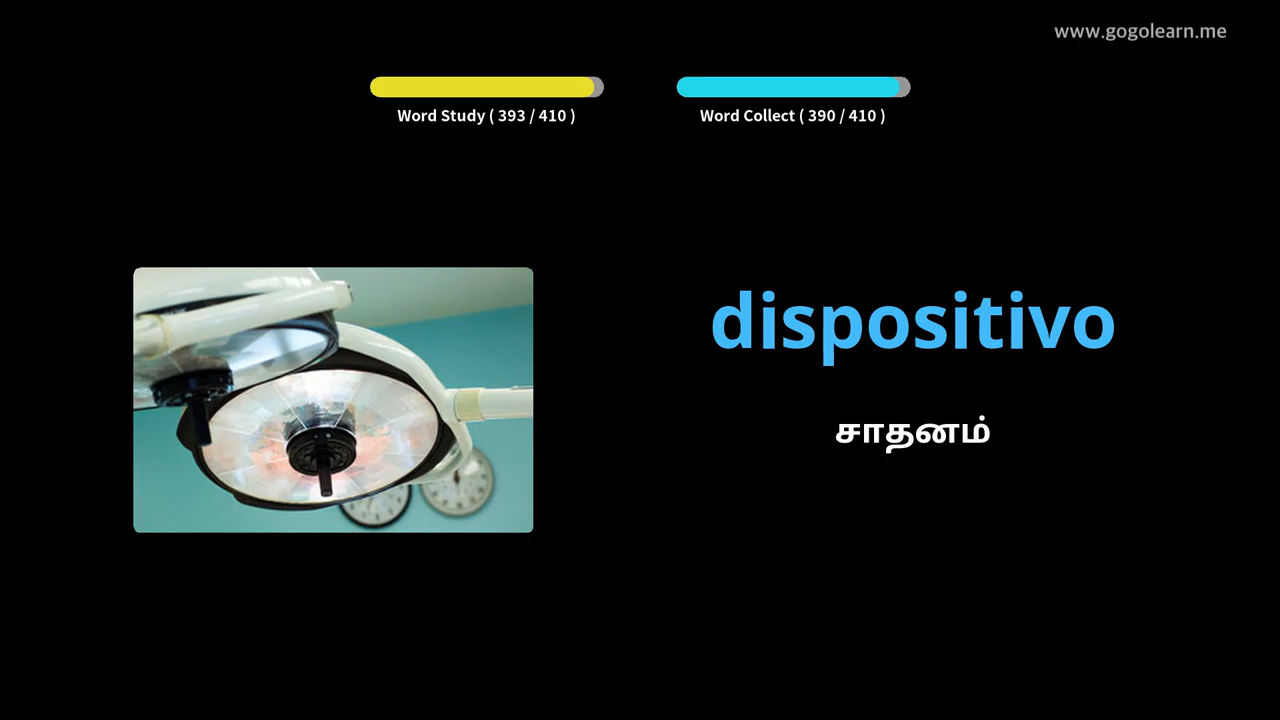 www.gogolearn.me
Word Study ( 393 / 410 )
Word Collect ( 390 / 410 )
dispositivo
சாதனம்